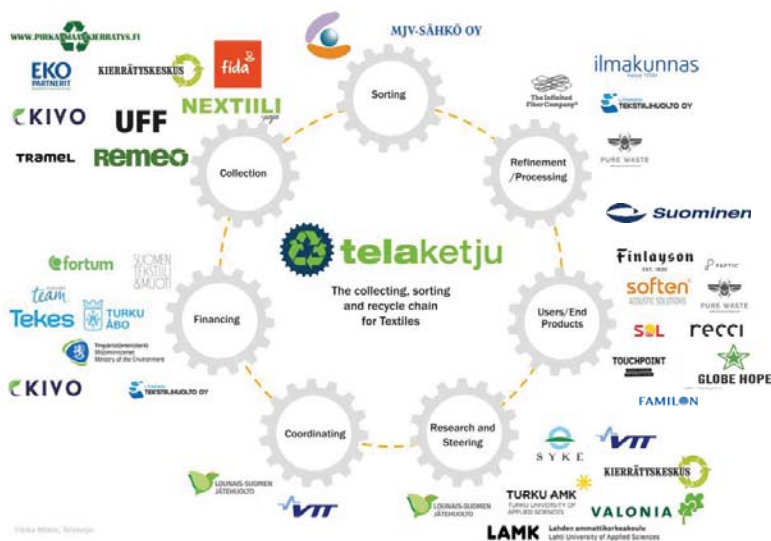 WWW.PIRKANMAANKIERRATYS.FI
EKO
PARTNERIT
KIERRÄTYSKESKUS
fida
KIVO
UFF
NEXTIILI
TRAMEL
Remeo
Collection
MJV-SÄHKÖ OY
Sorting
ilmakunnas
The Infinited
Fiber Company
TEKSTIILIHUOLTO OY
PURE WASTE
Refinement
/Processing
Suominen
telaketju
The collecting, sorting
and recycle chain
for Textiles
Finlayson
EST. 1820
PAPTIC
soften
ACOUSTIC SOLUTIONS
PURE WASTE
SOL
recci
TOUCHPOINT
GLOBE HOPE
FAMILON
Users/End
Products
fortum
SUOMEN
TEKSTIILI
& MUOTI
team
Tekes
TURKU
ÅBO
Ympäristöministeriö
Miljöministeriet
Ministry of the Environment
KIVO
TEKSTIILIHUOLTO OY
Financing
Coordinating
LOUNAIS-SUOMEN
JÄTEHUOLTO
VTT
Research and
Steering
SYKE
VTT
KIERRÄTYSKESKUS
LOUNAIS-SUOMEN
JÄTEHUOLTO
TURKU AMK
TURKU UNIVERSITY OF
APPLIED SCIENCES
VALONIA
LAMK
Lahden ammattikorkeakoulu
Lahti University of Applied Sciences